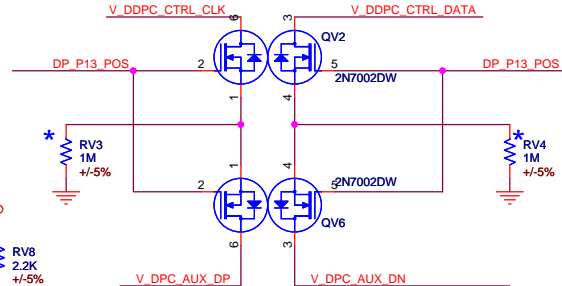 V_DDPC_CTRL_CLK
V_DDPC_CTRL_DATA
6
3
QV2
DP_P13_POS
2
5
DP_P13_POS
2N7002DW
1
4
*
RV3
1M
+/-5%
*
RV4
1M
+/-5%
1
4
2
5
2N7002DW
QV6
6
3
RV8
2.2K
+/-5%
V_DPC_AUX_DP
V_DPC_AUX_DN